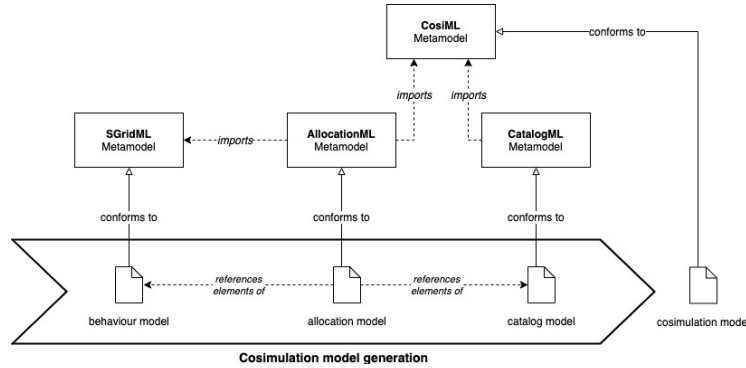 CosiML
Metamodel
conforms to
imports
imports
SGridML
Metamodel
imports
AllocationML
Metamodel
CatalogML
Metamodel
conforms to
conforms to
conforms to
references
elements of
references
elements of
behaviour model
allocation model
catalog model
cosimulation model
Cosimulation model generation